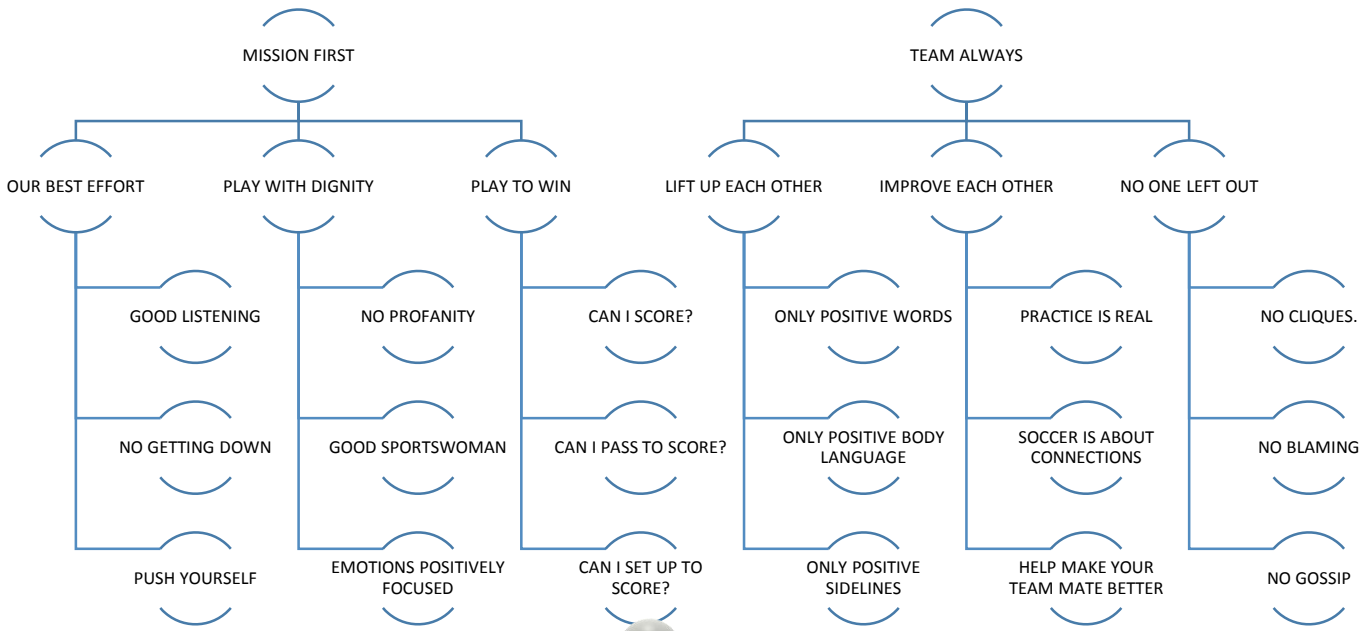 MISSION FIRST
TEAM ALWAYS
OUR BEST EFFORT
PLAY WITH DIGNITY
PLAY TO WIN
LIFT UP EACH OTHER
IMPROVE EACH OTHER
NO ONE LEFT OUT
GOOD LISTENING
NO PROFANITY
CAN I SCORE?
ONLY POSITIVE WORDS
PRACTICE IS REAL
NO CLIQUES.
NO GETTING DOWN
GOOD SPORTSWOMAN
CAN I PASS TO SCORE?
ONLY POSITIVE BODY
LANGUAGE
SOCCER IS ABOUT
CONNECTIONS
NO BLAMING
PUSH YOURSELF
EMOTIONS POSITIVELY
FOCUSED
CAN I SET UP TO
SCORE?
ONLY POSITIVE
SIDELINES
HELP MAKE YOUR
TEAM MATE BETTER
NO GOSSIP